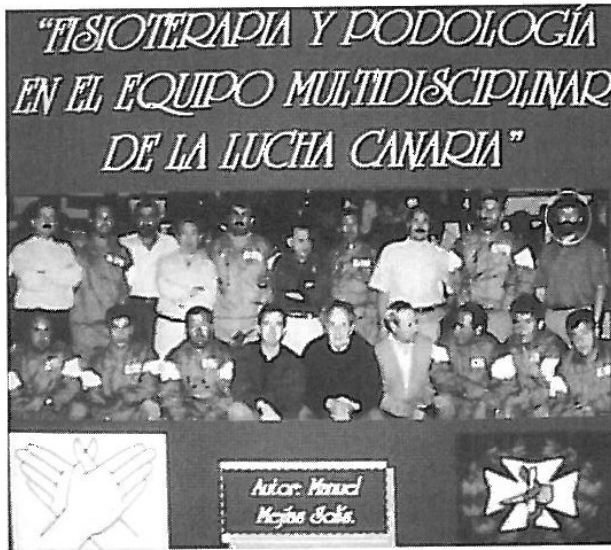 "FISIOTERAPIA Y PODOLOGÍA
EN EL EQUIPO MULTIDISCIPLINAR
DE LA LUCHA CANARIA"
Autor: Manuel
Mejías Solís.